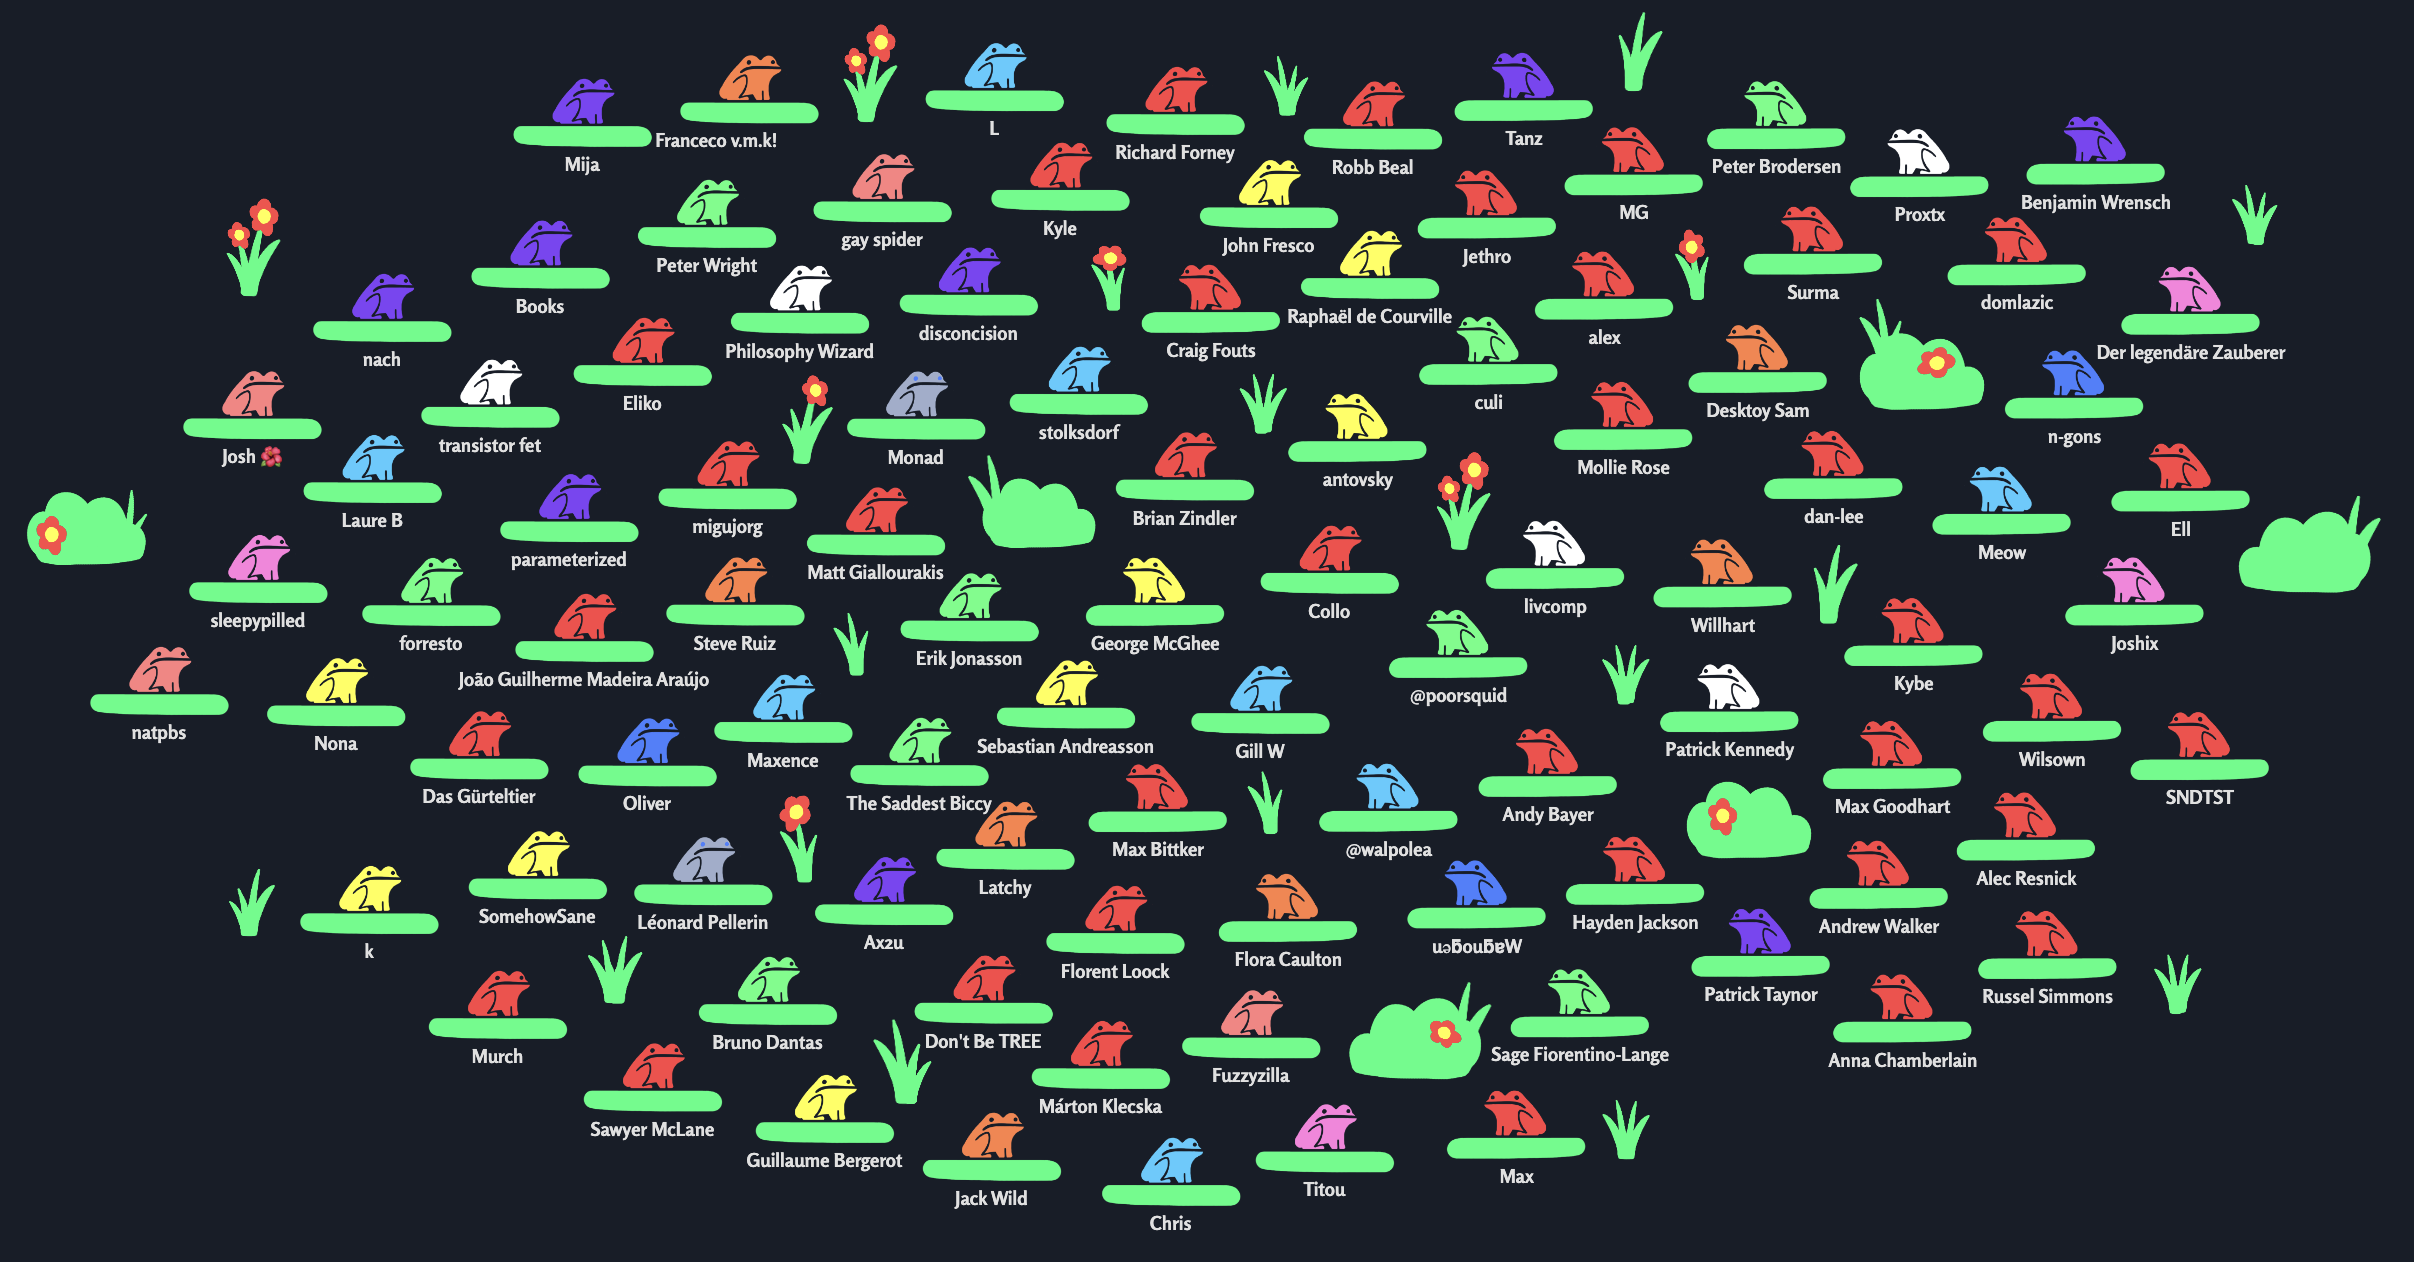 L
Tanz
Franceco v.m.k!
Richard Forney
Mija
Robb Beal
Peter Brodersen
Benjamin Wrensch
MG
Proxtx
Kyle
gay spider
John Fresco
Jethro
Peter Wright
Surma
domlazic
Books
Raphaël de Courville
disconcision
alex
Craig Fouts
Philosophy Wizard
Der legendäre Zauberer
nach
culi
Eliko
Desktoy Sam
stolksdorf
n-gons
transistor fet
Josh 🌺
Monad
Mollie Rose
antovsky
dan-lee
Brian Zindler
Laure B
migujorg
Ell
Meow
parameterized
Matt Giallourakis
livcomp
Collo
sleepypilled
Willhart
forresto
Steve Ruiz
George McGhee
Joshix
Erik Jonasson
João Guilherme Madeira Araújo
Kybe
@poorsquid
natpbs
Nona
Sebastian Andreasson
Patrick Kennedy
Gill W
Maxence
Wilsown
Das Gürteltier
SNDTST
Oliver
The Saddest Biccy
Max Goodhart
Andy Bayer
Max Bittker
@walpolea
Alec Resnick
Latchy
SomehowSane
Léonard Pellerin
Hayden Jackson
Andrew Walker
Ax2u
uǝƃnoƃɐW
k
Flora Caulton
Florent Loock
Patrick Taynor
Russel Simmons
Don't Be TREE
Bruno Dantas
Sage Fiorentino-Lange
Murch
Anna Chamberlain
Fuzzyzilla
Márton Klecska
Sawyer McLane
Guillaume Bergerot
Max
Titou
Jack Wild
Chris